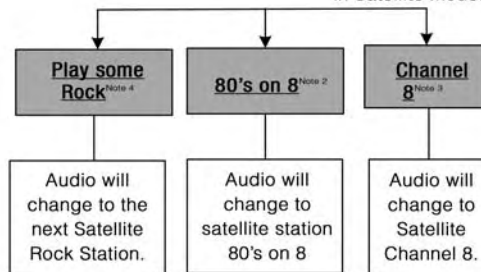 Play some
Rock Note 4
80's on 8 Note 2
Channel
8 Note 3
Audio will
change to the
next Satellite
Rock Station.
Audio will
change to
satellite station
80's on 8
Audio will
change to
Satellite
Channel 8.